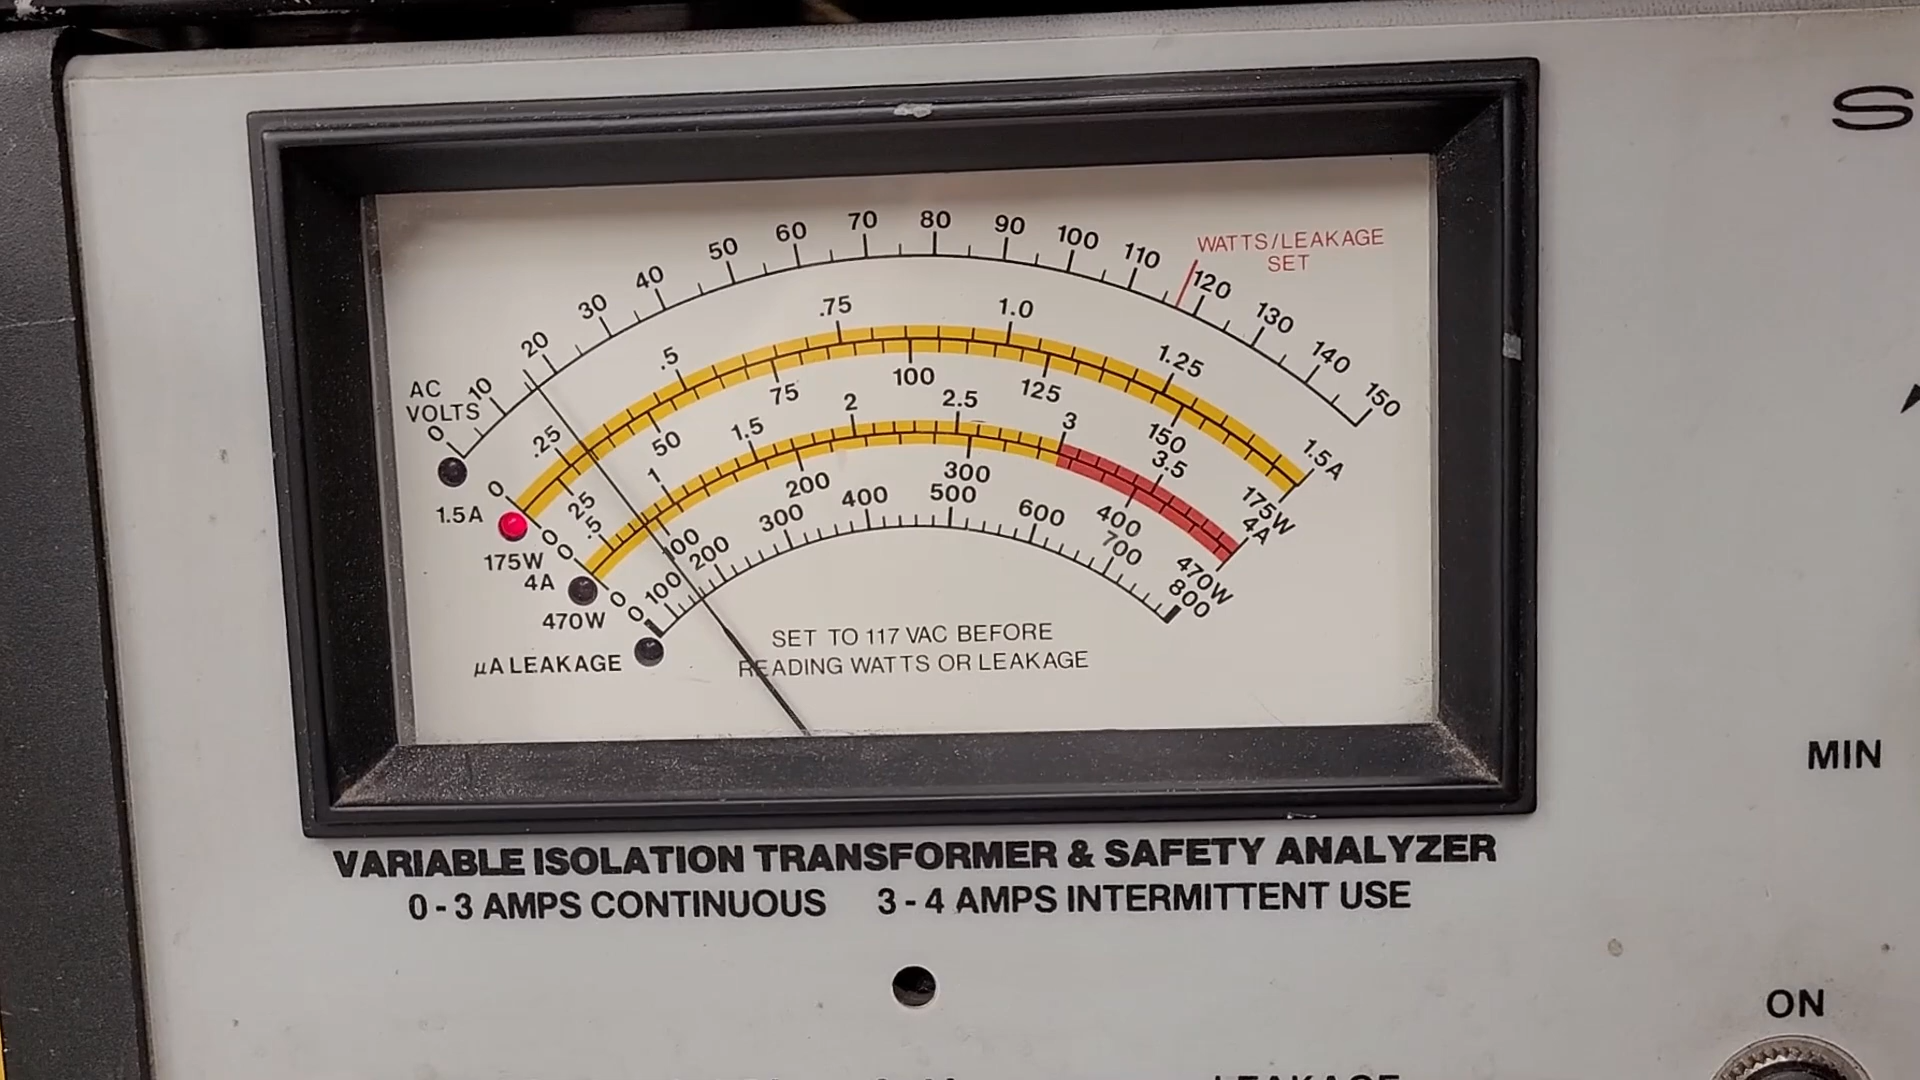 S
WATTS/LEAKAGE
SET
AC
VOLTS
0 10 20 30 40 50 60 70 80 90 100 110 120 130 140 150
0 .25 .5 .75 1.0 1.25 1.5A
1.5A
0 25 50 75 100 125 150 175W
175W
0 .5 1 1.5 2 2.5 3 3.5 4A
4A
0 100 200 300 400 470W
470W
0 100 200 300 400 500 600 700 800
µA LEAKAGE
SET TO 117 VAC BEFORE
READING WATTS OR LEAKAGE
MIN
VARIABLE ISOLATION TRANSFORMER & SAFETY ANALYZER
0-3 AMPS CONTINUOUS 3-4 AMPS INTERMITTENT USE
ON
LEAKAGE